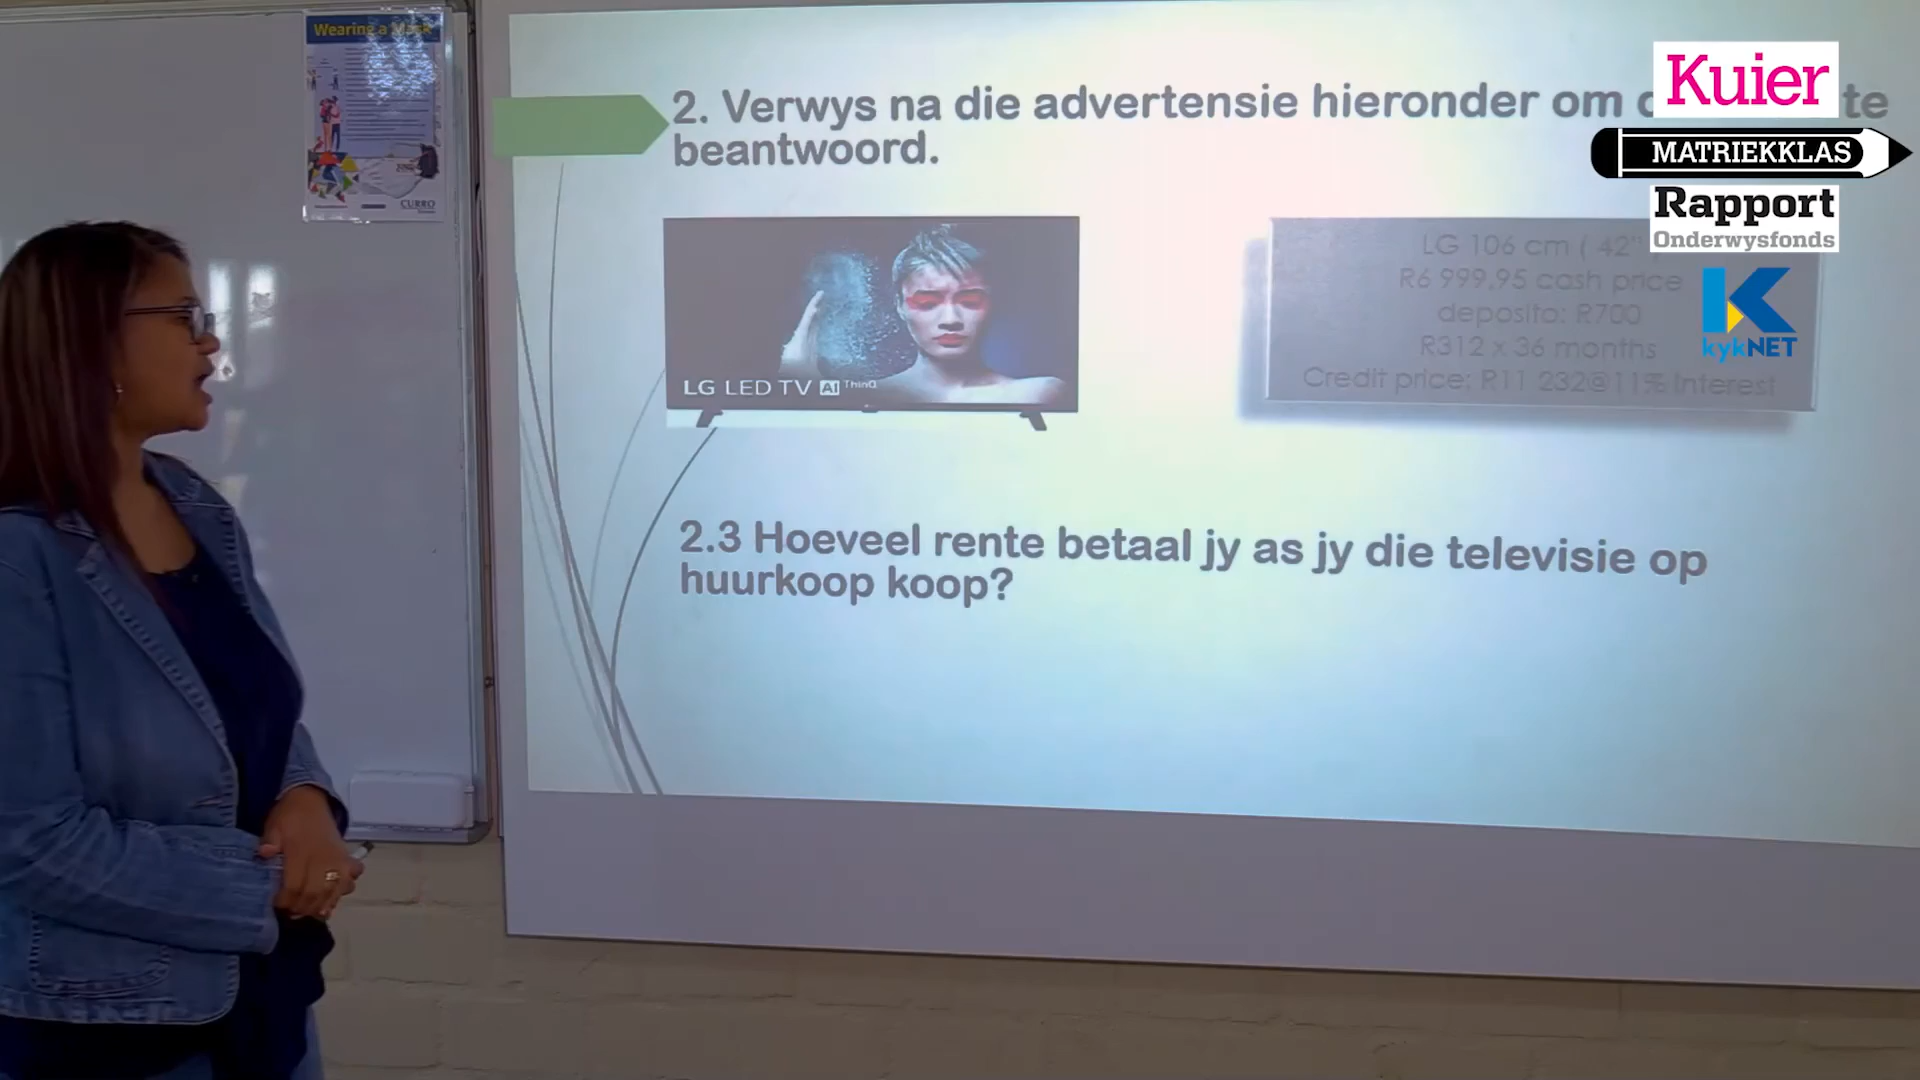 Wearing a Mask
CURRO
2. Verwys na die advertensie hieronder om te
beantwoord.
Kuier
MATRIEKKLAS
Rapport
Onderwysfonds
kykNET
LG LED TV AI ThinQ
LG 106 cm ( 42"
R6 999,95 cash price
deposito: R700
R312 x 36 months
Credit price: R11 232@11% Interest
2.3 Hoeveel rente betaal jy as jy die televisie op
huurkoop koop?